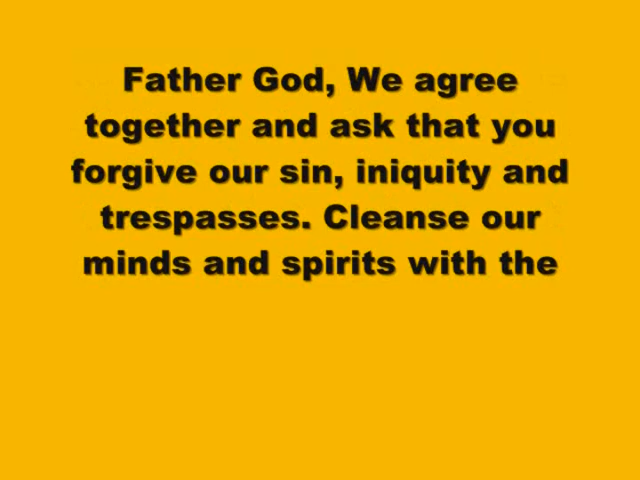 Father God, We agree
together and ask that you
forgive our sin, iniquity and
trespasses. Cleanse our
minds and spirits with the